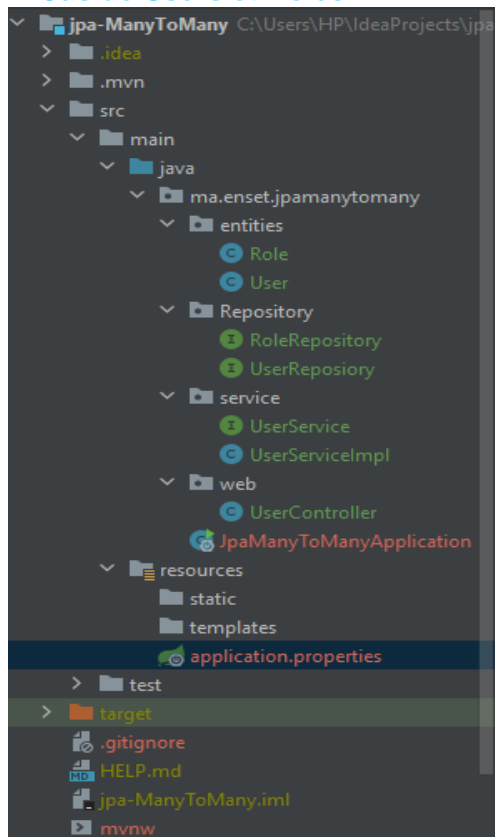 jpa-ManyToMany C:\Users\HP\IdeaProjects\jpa
.idea
.mvn
src
main
java
ma.enset.jpamanytomany
entities
Role
User
Repository
RoleRepository
UserReposiory
service
UserService
UserServiceImpl
web
UserController
JpaManyToManyApplication
resources
static
templates
application.properties
test
target
.gitignore
HELP.md
jpa-ManyToMany.iml
mvnw